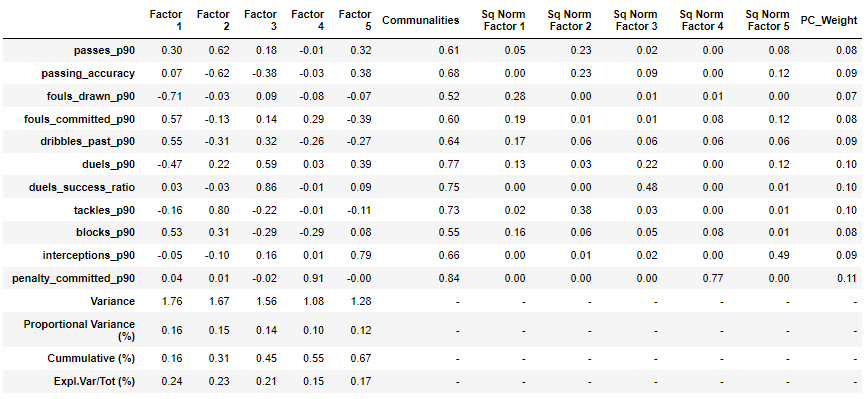 Factor 1 Factor 2 Factor 3 Factor 4 Factor 5 Communalities Sq Norm Factor 1 Sq Norm Factor 2 Sq Norm Factor 3 Sq Norm Factor 4 Sq Norm Factor 5 PC_Weight
passes_p90 0.30 0.62 0.18 -0.01 0.32 0.61 0.05 0.23 0.02 0.00 0.08 0.08
passing_accuracy 0.07 -0.62 -0.38 -0.03 0.38 0.68 0.00 0.23 0.09 0.00 0.12 0.09
fouls_drawn_p90 -0.71 -0.03 0.09 -0.08 -0.07 0.52 0.28 0.00 0.01 0.01 0.00 0.07
fouls_committed_p90 0.57 -0.13 0.14 0.29 -0.39 0.60 0.19 0.01 0.01 0.08 0.12 0.08
dribbles_past_p90 0.55 -0.31 0.32 -0.26 -0.27 0.64 0.17 0.06 0.06 0.06 0.06 0.09
duels_p90 -0.47 0.22 0.59 0.03 0.39 0.77 0.13 0.03 0.22 0.00 0.12 0.10
duels_success_ratio 0.03 -0.03 0.86 -0.01 0.09 0.75 0.00 0.00 0.48 0.00 0.01 0.10
tackles_p90 -0.16 0.80 -0.22 -0.01 -0.11 0.73 0.02 0.38 0.03 0.00 0.01 0.10
blocks_p90 0.53 0.31 -0.29 -0.29 0.08 0.55 0.16 0.06 0.05 0.08 0.01 0.08
interceptions_p90 -0.05 -0.10 0.16 0.01 0.79 0.66 0.00 0.01 0.02 0.00 0.49 0.09
penalty_committed_p90 0.04 0.01 -0.02 0.91 -0.00 0.84 0.00 0.00 0.00 0.77 0.00 0.11
Variance 1.76 1.67 1.56 1.08 1.28 - - - - - - -
Proportional Variance (%) 0.16 0.15 0.14 0.10 0.12 - - - - - - -
Cummulative (%) 0.16 0.31 0.45 0.55 0.67 - - - - - - -
Expl.Var/Tot (%) 0.24 0.23 0.21 0.15 0.17 - - - - - - -